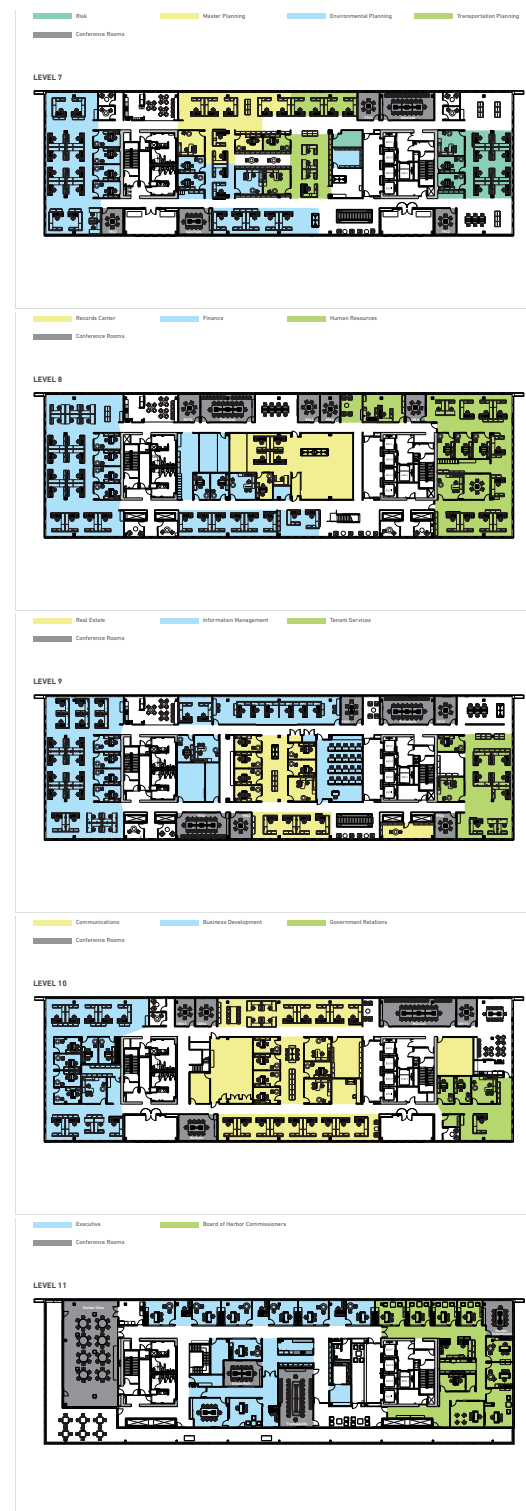 Risk
Master Planning
Environmental Planning
Transportation Planning
Conference Rooms
LEVEL 7
Records Center
Finance
Human Resources
Conference Rooms
LEVEL 8
Real Estate
Information Management
Tenant Services
Conference Rooms
LEVEL 9
Communications
Business Development
Government Relations
Conference Rooms
LEVEL 10
Executive
Board of Harbor Commissioners
Conference Rooms
LEVEL 11